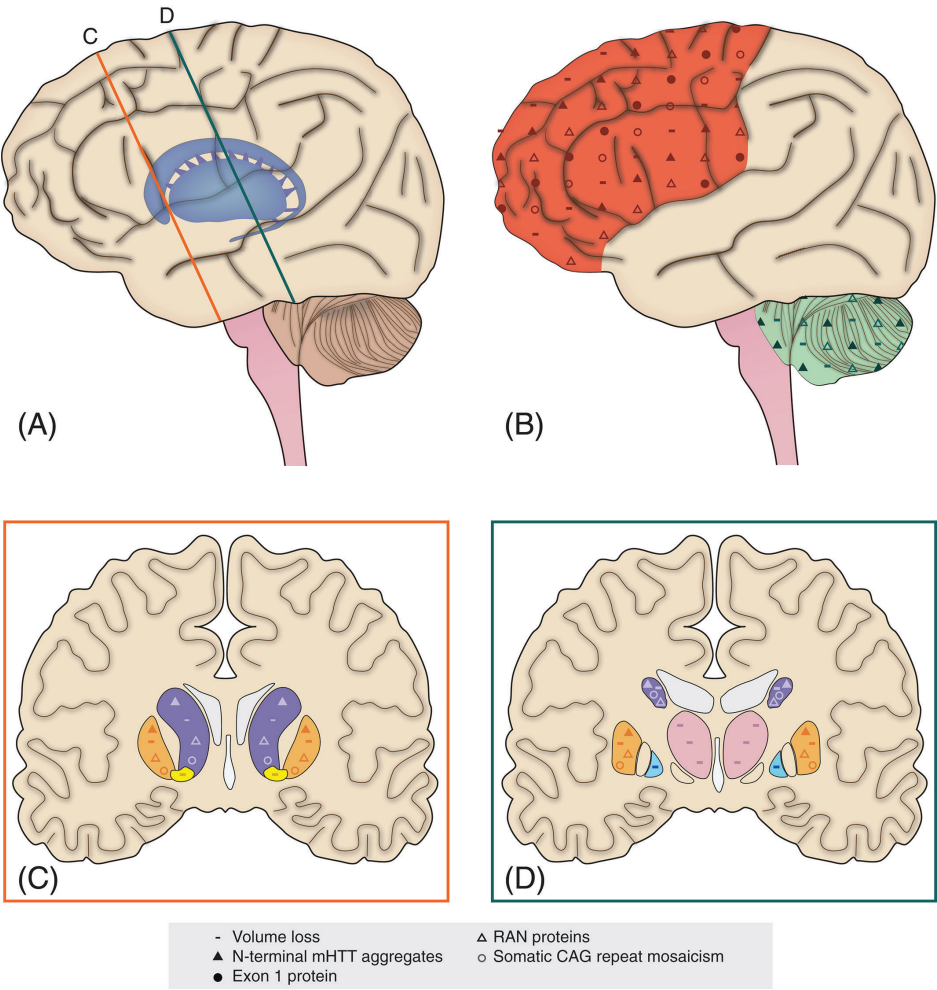 C
D
(A)
(B)
(C)
(D)
- Volume loss
▲ N-terminal mHTT aggregates
● Exon 1 protein
△ RAN proteins
○ Somatic CAG repeat mosaicism